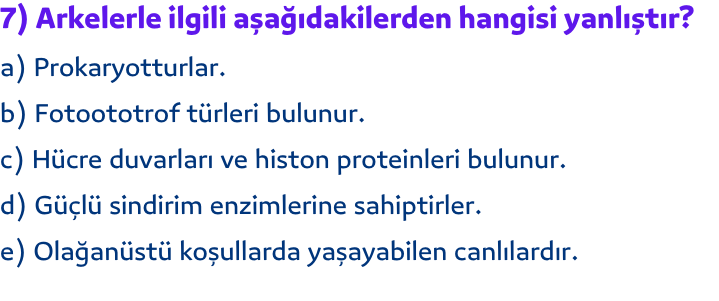 7) Arkelerle ilgili aşağıdakilerden hangisi yanlıştır?
a) Prokaryotturlar.
b) Fotoototrof türleri bulunur.
c) Hücre duvarları ve histon proteinleri bulunur.
d) Güçlü sindirim enzimlerine sahiptirler.
e) Olağanüstü koşullarda yaşayabilen canlılardır.